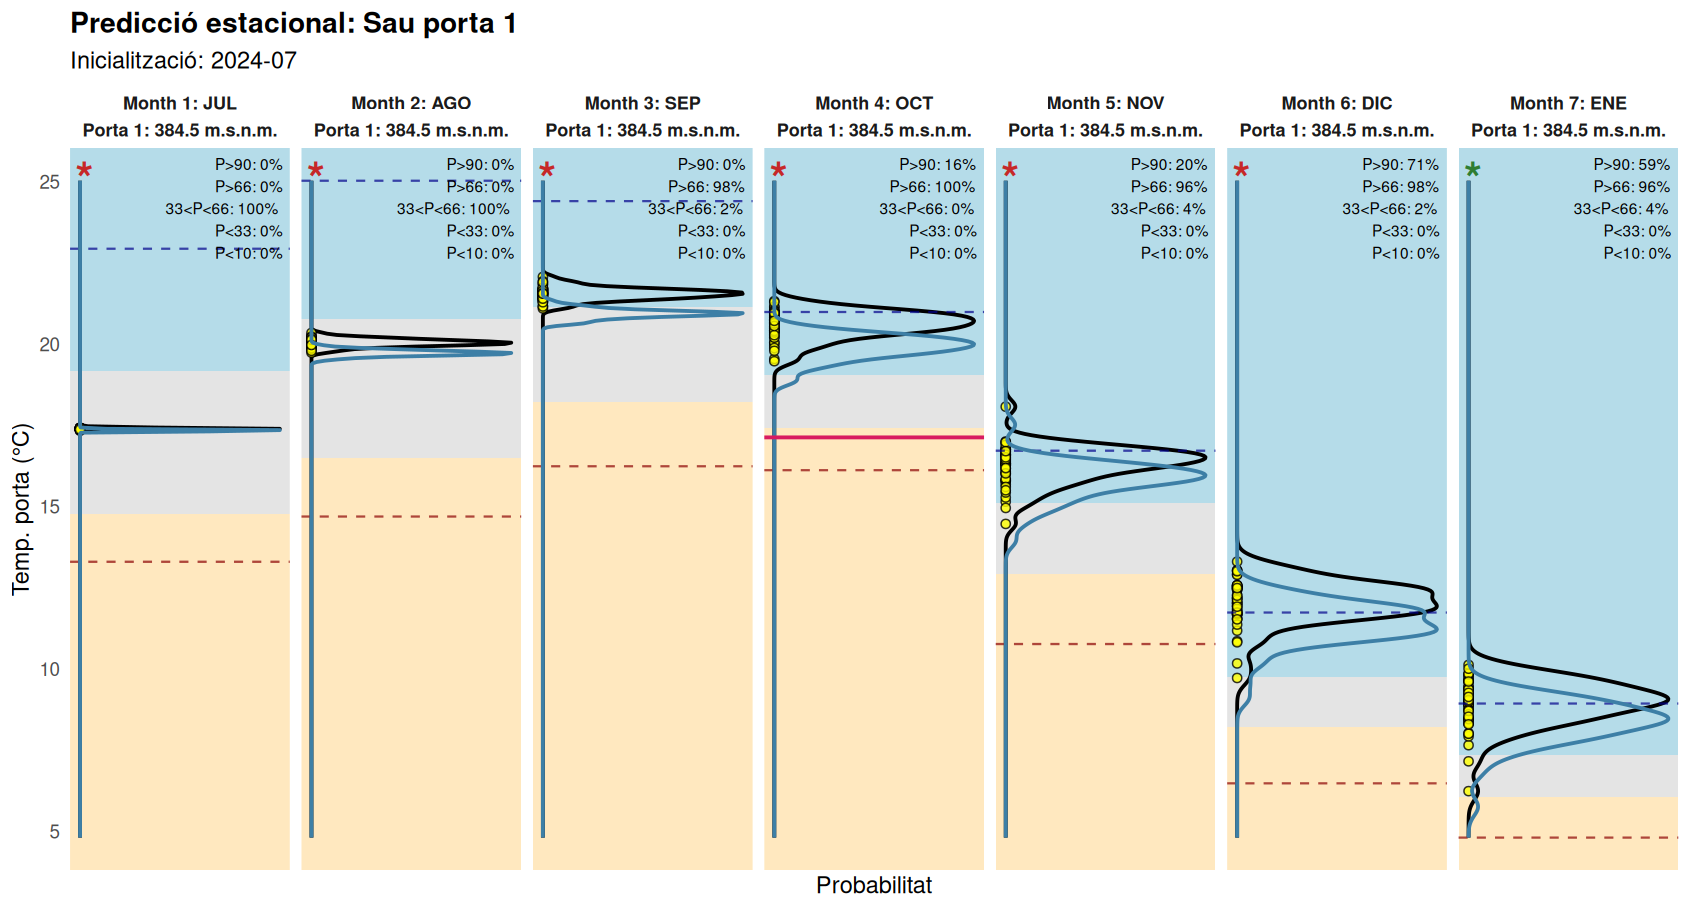 Predicció estacional: Sau porta 1
Inicialització: 2024-07
Month 1: JUL
Porta 1: 384.5 m.s.n.m.
*
P>90: 0%
P>66: 0%
33<P<66: 100%
P<33: 0%
P<10: 0%
Month 2: AGO
Porta 1: 384.5 m.s.n.m.
*
P>90: 0%
P>66: 0%
33<P<66: 100%
P<33: 0%
P<10: 0%
Month 3: SEP
Porta 1: 384.5 m.s.n.m.
*
P>90: 0%
P>66: 98%
33<P<66: 2%
P<33: 0%
P<10: 0%
Month 4: OCT
Porta 1: 384.5 m.s.n.m.
*
P>90: 16%
P>66: 100%
33<P<66: 0%
P<33: 0%
P<10: 0%
Month 5: NOV
Porta 1: 384.5 m.s.n.m.
*
P>90: 20%
P>66: 96%
33<P<66: 4%
P<33: 0%
P<10: 0%
Month 6: DIC
Porta 1: 384.5 m.s.n.m.
*
P>90: 71%
P>66: 98%
33<P<66: 2%
P<33: 0%
P<10: 0%
Month 7: ENE
Porta 1: 384.5 m.s.n.m.
*
P>90: 59%
P>66: 96%
33<P<66: 4%
P<33: 0%
P<10: 0%
25
20
15
10
5
Temp. porta (°C)
Probabilitat